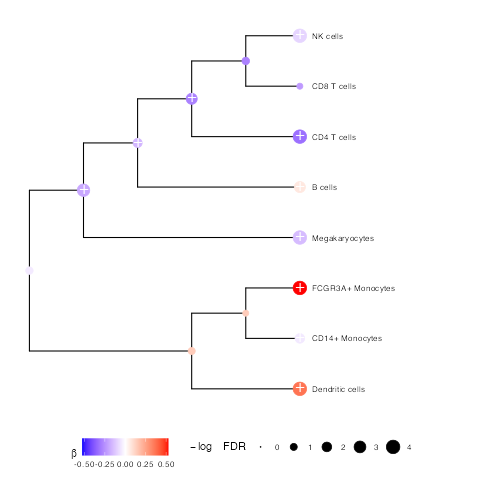 NK cells
CD8 T cells
CD4 T cells
B cells
Megakaryocytes
FCGR3A+ Monocytes
CD14+ Monocytes
Dendritic cells
β -0.50 -0.25 0.00 0.25 0.50
−log FDR 0 1 2 3 4